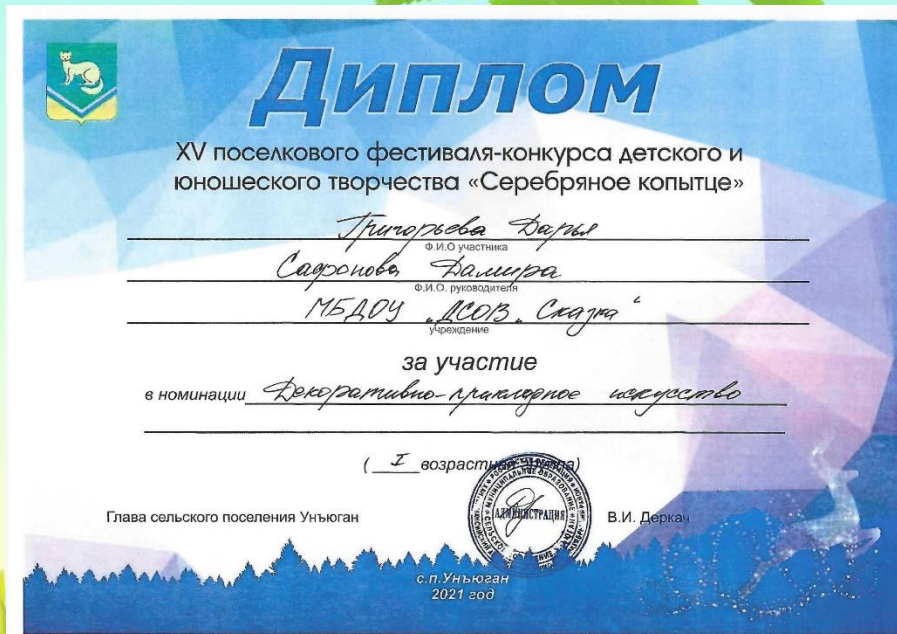 Диплом
XV поселкового фестиваля-конкурса детского и
юношеского творчества «Серебряное копытце»
Григорьева Дарья
Ф.И.О участника
Сафонова Дамира
Ф.И.О. руководителя
МБДОУ „ДСОВ „Сказка"
учреждение
за участие
в номинации Декоративно-прикладное искусство
( I возрастная группа)
Глава сельского поселения Унъюган
АДМИНИСТРАЦИЯ
В.И. Деркач
с.п.Унъюган
2021 год